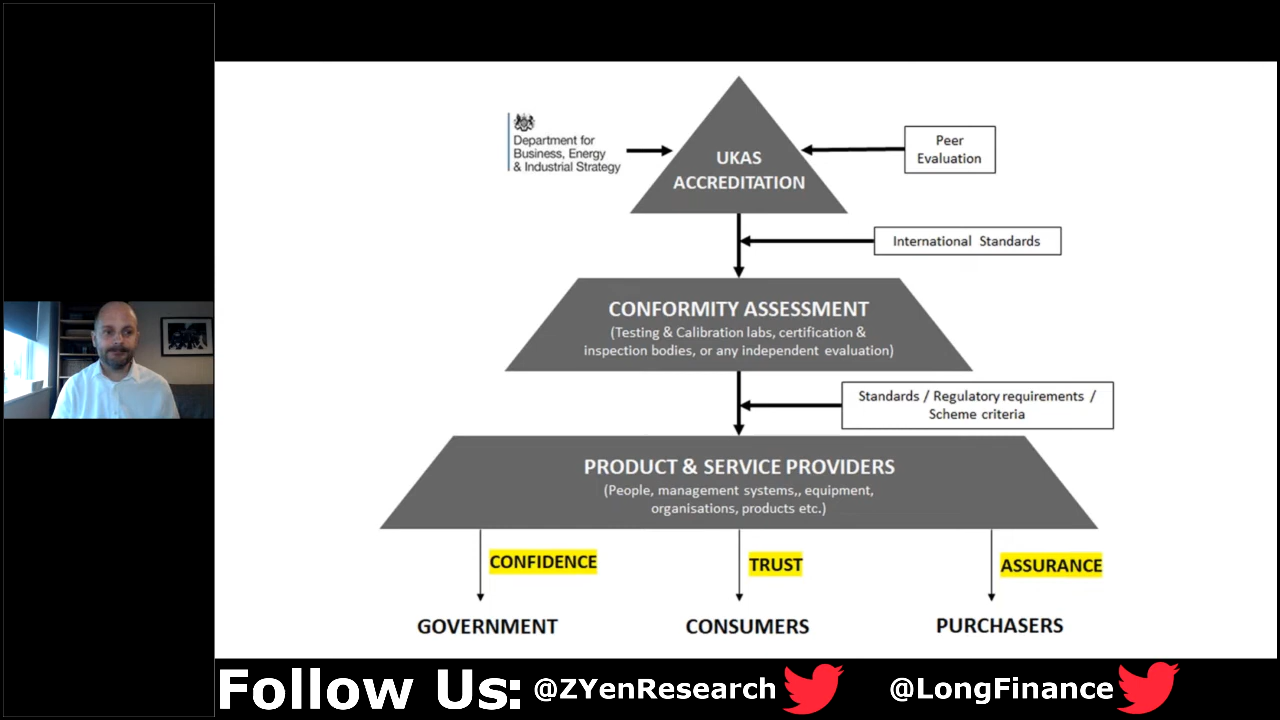 Department for
Business, Energy
& Industrial Strategy
UKAS
ACCREDITATION
Peer
Evaluation
International Standards
CONFORMITY ASSESSMENT
(Testing & Calibration labs, certification &
inspection bodies, or any independent evaluation)
Standards / Regulatory requirements /
Scheme criteria
PRODUCT & SERVICE PROVIDERS
(People, management systems,, equipment,
organisations, products etc.)
CONFIDENCE
TRUST
ASSURANCE
GOVERNMENT
CONSUMERS
PURCHASERS
Follow Us: @ZYenResearch @LongFinance